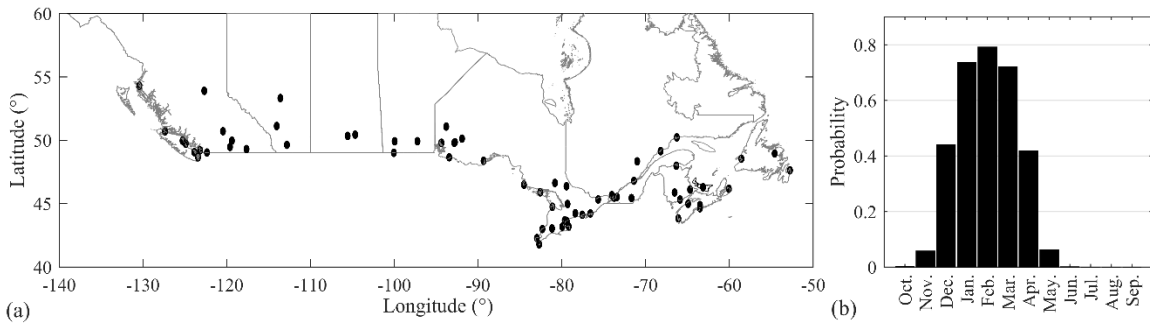 60
55
50
45
40
Latitude (°)
-140
-130
-120
-110
-100
-90
-80
-70
-60
-50
Longitude (°)
(a)
0.8
0.6
0.4
0.2
0
Probability
Oct.
Nov.
Dec.
Jan.
Feb.
Mar.
Apr.
May.
Jun.
Jul.
Aug.
Sep.
(b)